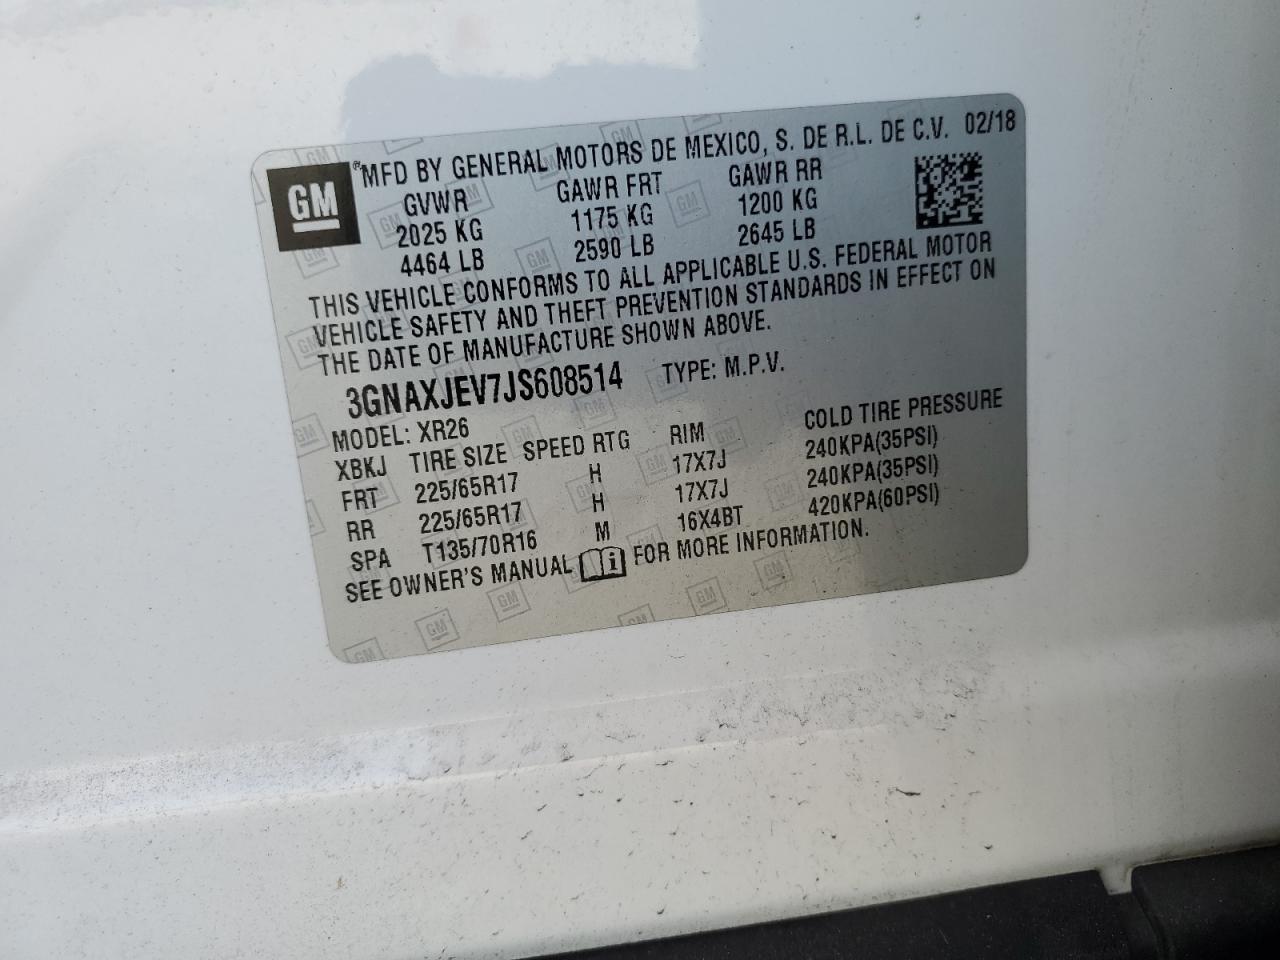 GM
®MFD BY GENERAL MOTORS DE MEXICO, S. DE R.L. DE C.V. 02/18
GVWR GAWR FRT GAWR RR
2025 KG 1175 KG 1200 KG
4464 LB 2590 LB 2645 LB
THIS VEHICLE CONFORMS TO ALL APPLICABLE U.S. FEDERAL MOTOR
VEHICLE SAFETY AND THEFT PREVENTION STANDARDS IN EFFECT ON
THE DATE OF MANUFACTURE SHOWN ABOVE.
3GNAXJEV7JS608514 TYPE: M.P.V.
MODEL: XR26
XBKJ TIRE SIZE SPEED RTG RIM COLD TIRE PRESSURE
FRT 225/65R17 H 17X7J 240KPA(35PSI)
RR 225/65R17 H 17X7J 240KPA(35PSI)
SPA T135/70R16 M 16X4BT 420KPA(60PSI)
SEE OWNER'S MANUAL i FOR MORE INFORMATION.